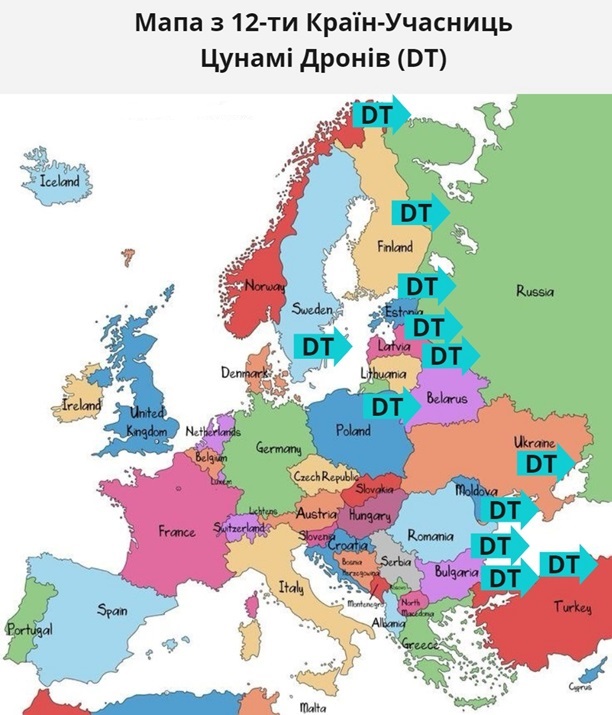 Мапа з 12-ти Країн-Учасниць
Цунамі Дронів (DT)
DT
Iceland
DT
Finland
Norway
DT
Russia
Sweden
Estonia
DT
DT
Latvia
DT
Denmark
Lithuania
Ireland
United
Kingdom
DT
Belarus
Netherlands
Poland
Germany
Ukraine
Belgium
DT
Luxem
Czech Republic
Slovakia
Moldova
France
Lichtens
Austria
Hungary
DT
Switzerland
Slovenia
Romania
Croatia
DT
Bosnia
Herzegowina
Serbia
DT
Bulgaria
DT
Italy
Spain
Montenegro
North
Macedonia
Turkey
Portugal
Albania
Greece
Cyprus
Malta